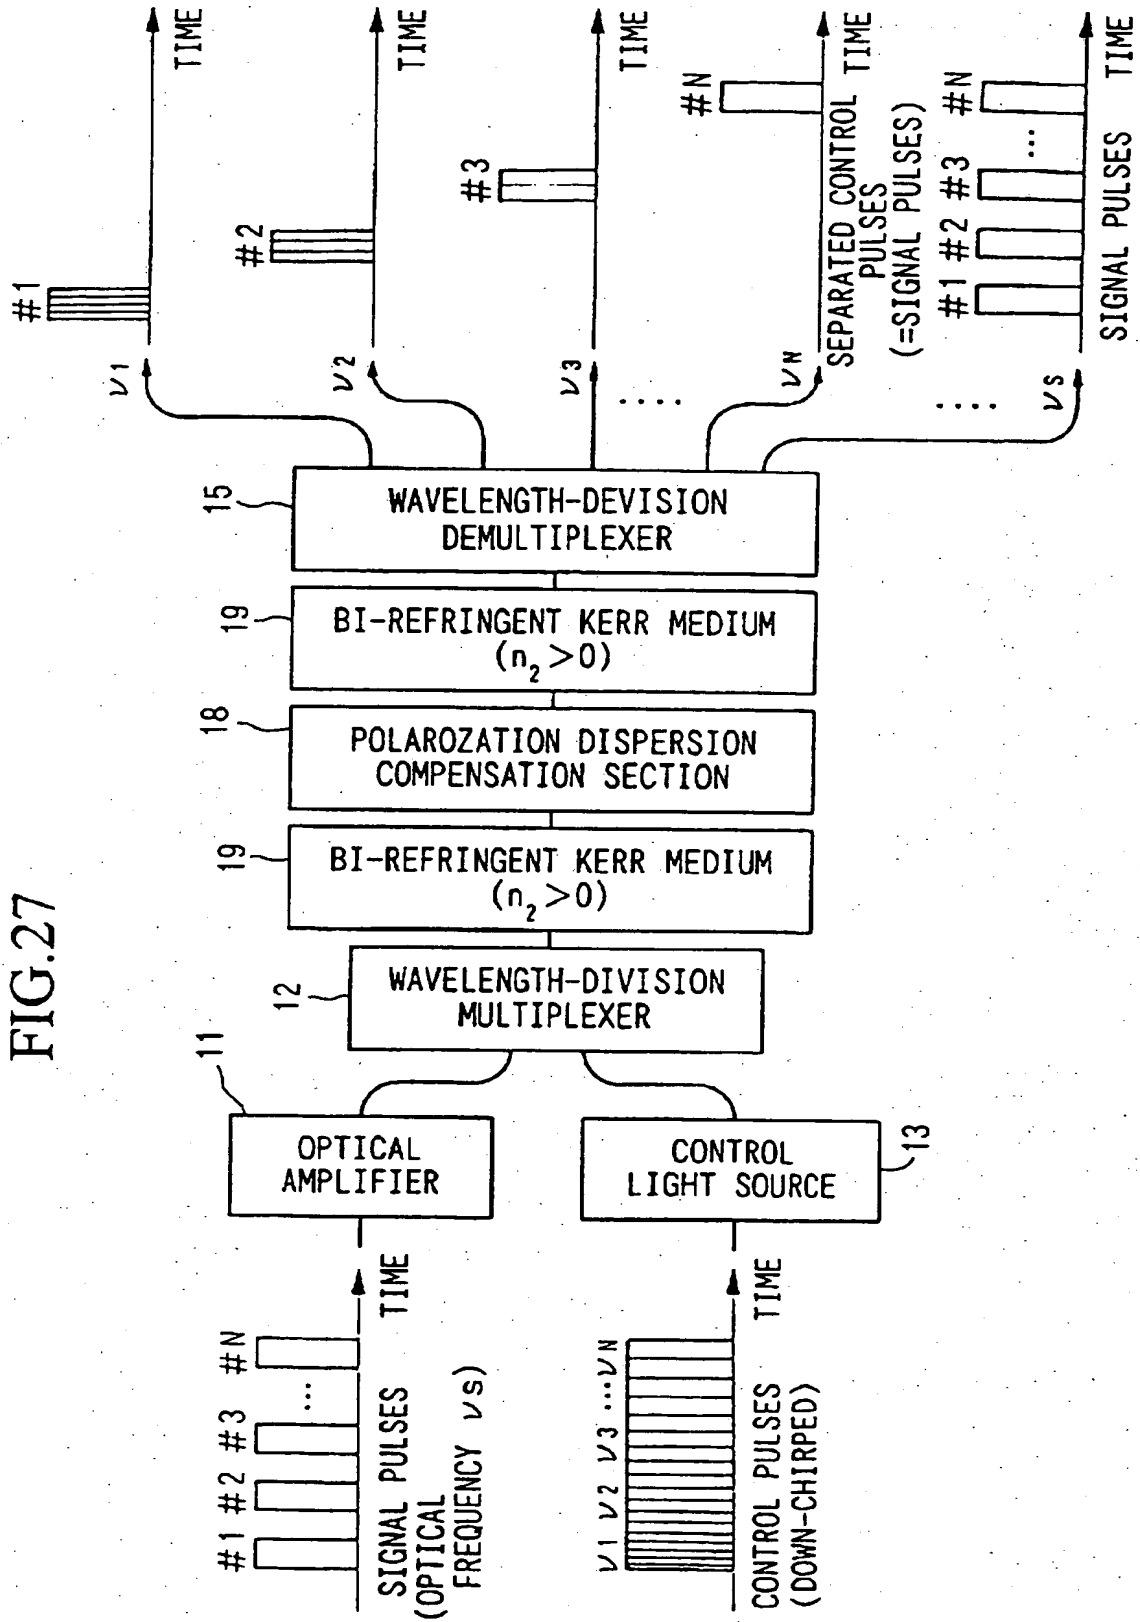 FIG.27
#1 #2 #3 ... #N
TIME
SIGNAL PULSES
(OPTICAL
FREQUENCY νs)
ν1 ν2 ν3 ...νN
TIME
CONTROL PULSES
(DOWN-CHIRPED)
11
OPTICAL
AMPLIFIER
CONTROL
LIGHT SOURCE
13
12
WAVELENGTH-DIVISION
MULTIPLEXER
19
BI-REFRINGENT KERR MEDIUM
(n2>0)
18
POLAROZATION DISPERSION
COMPENSATION SECTION
19
BI-REFRINGENT KERR MEDIUM
(n2>0)
15
WAVELENGTH-DEVISION
DEMULTIPLEXER
ν1
#1
TIME
ν2
#2
TIME
ν3
#3
TIME
....
νN
#N
TIME
SEPARATED CONTROL
PULSES
(=SIGNAL PULSES)
....
νS
#1 #2 #3 ... #N
SIGNAL PULSES TIME